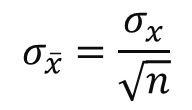 σ_x̄ = σ_x / √n